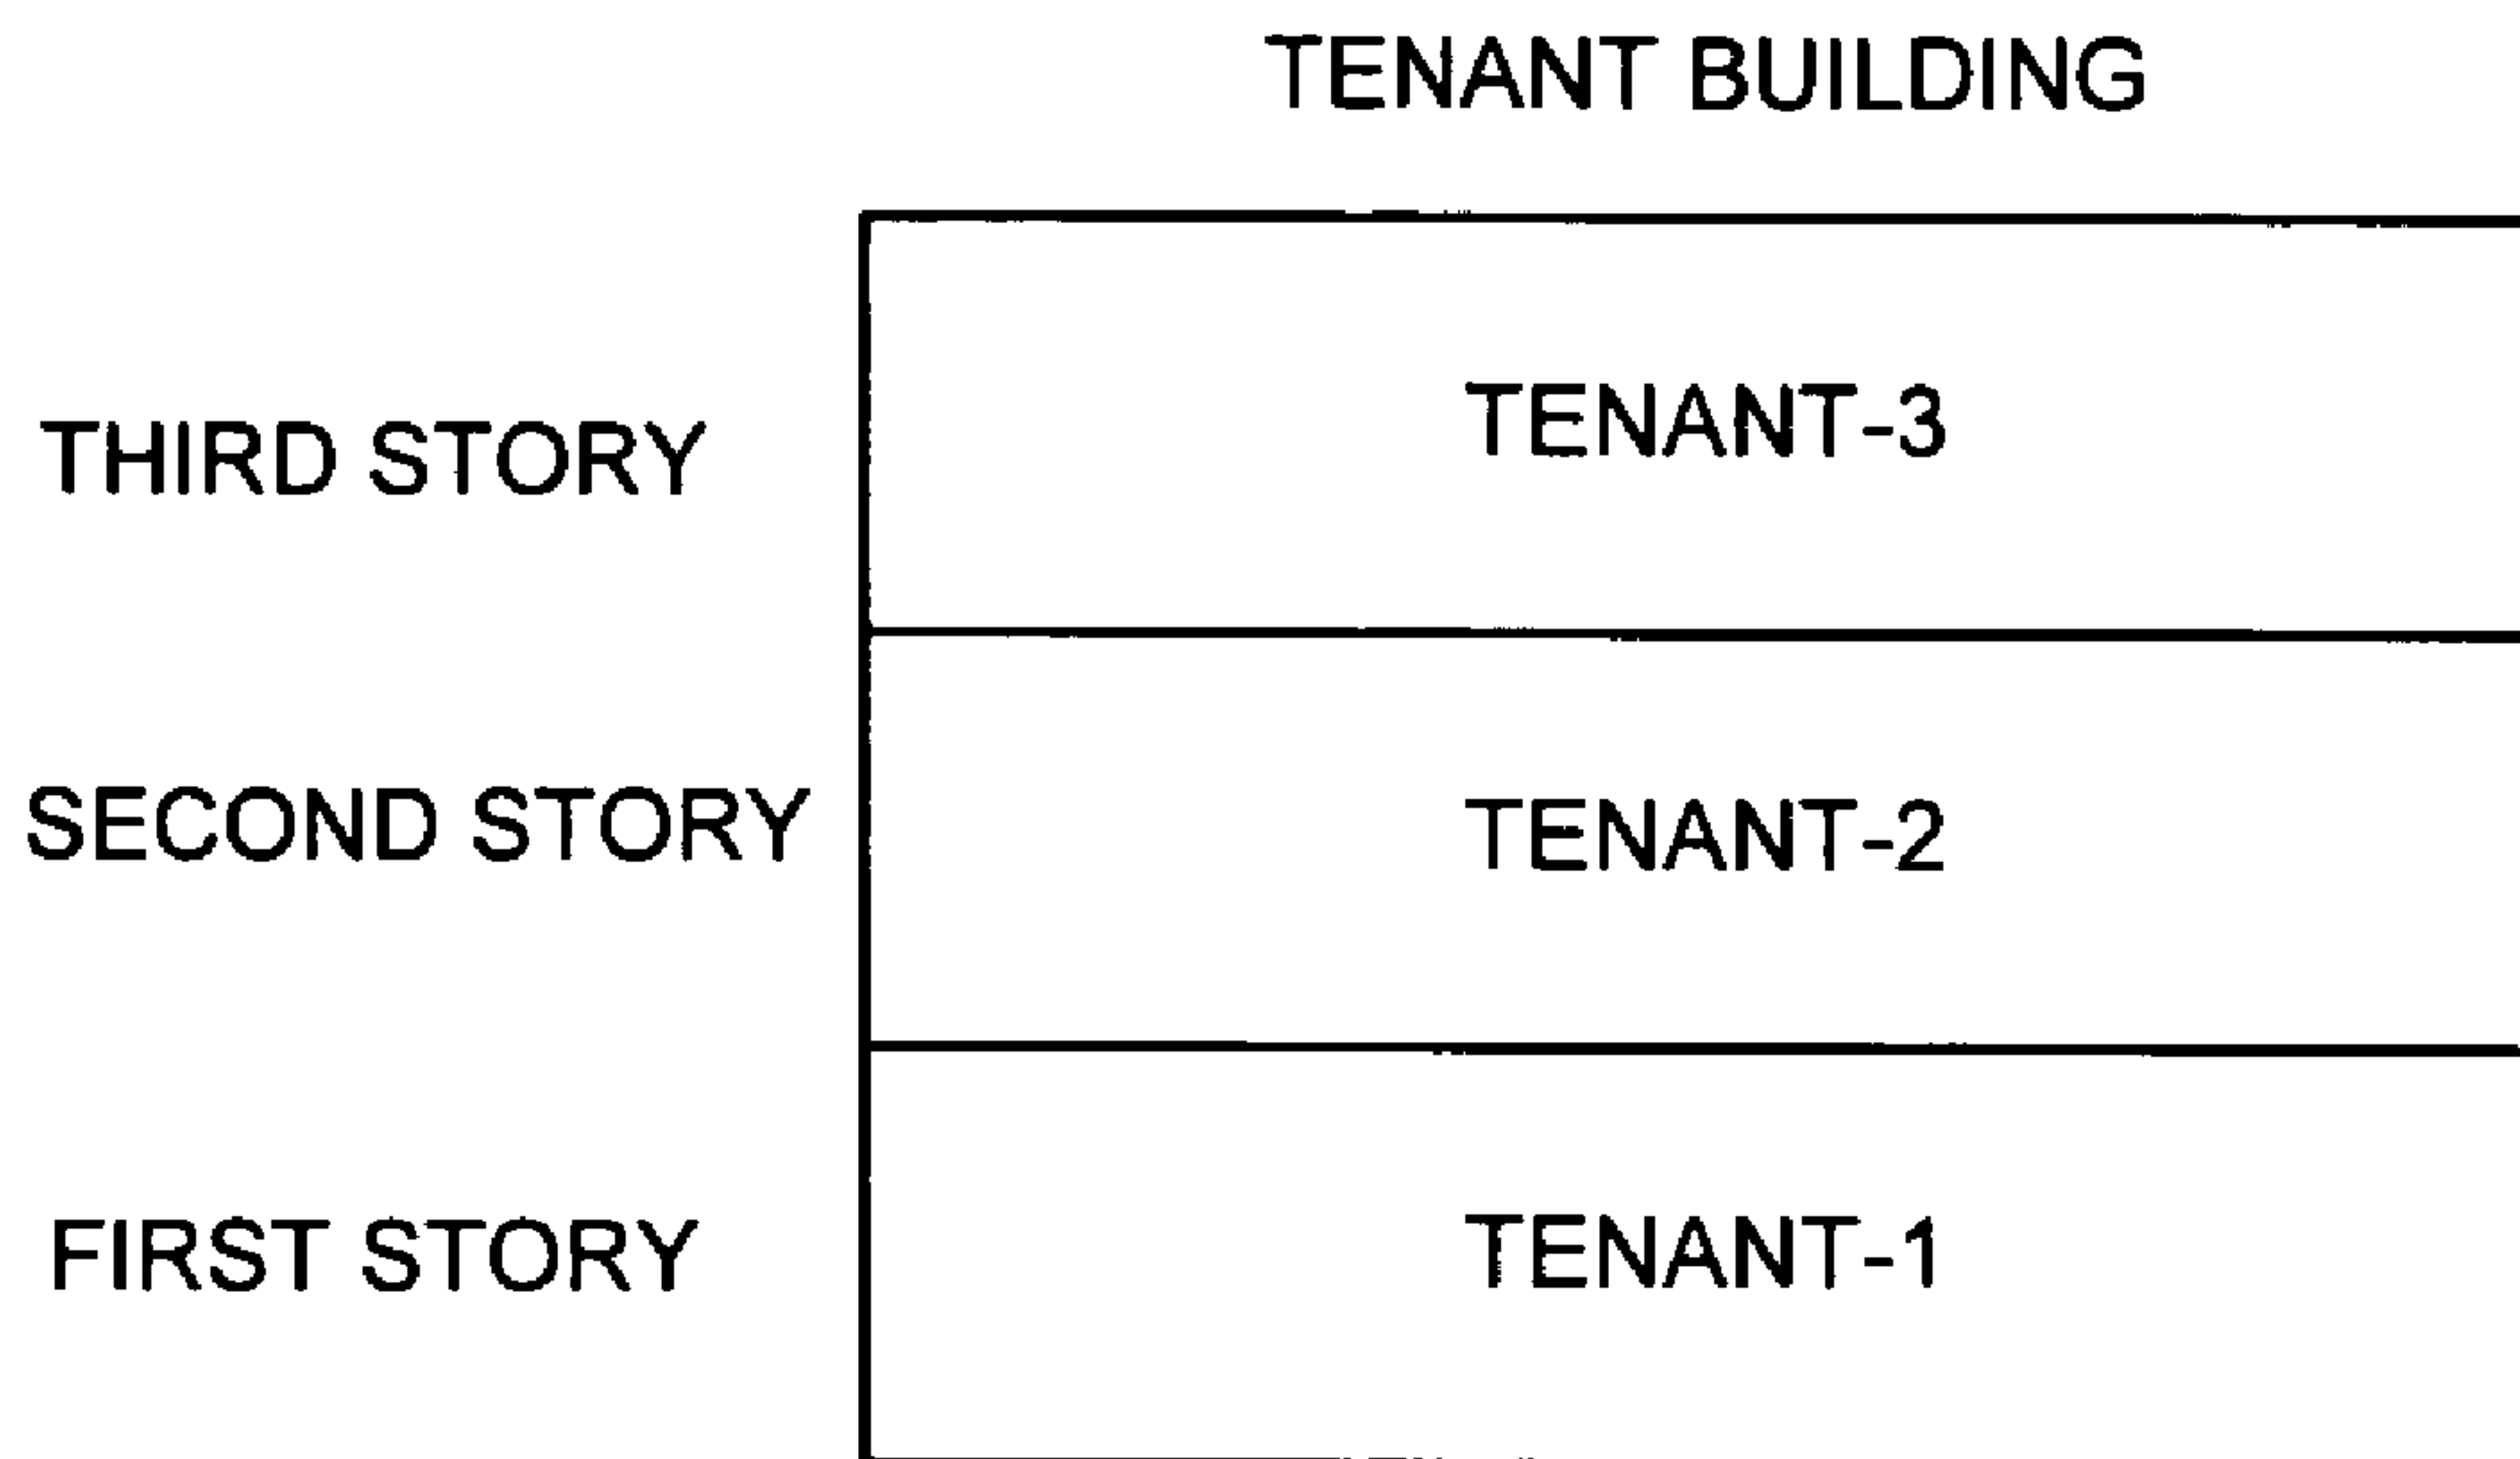 TENANT BUILDING
THIRD STORY
TENANT-3
SECOND STORY
TENANT-2
FIRST STORY
TENANT-1